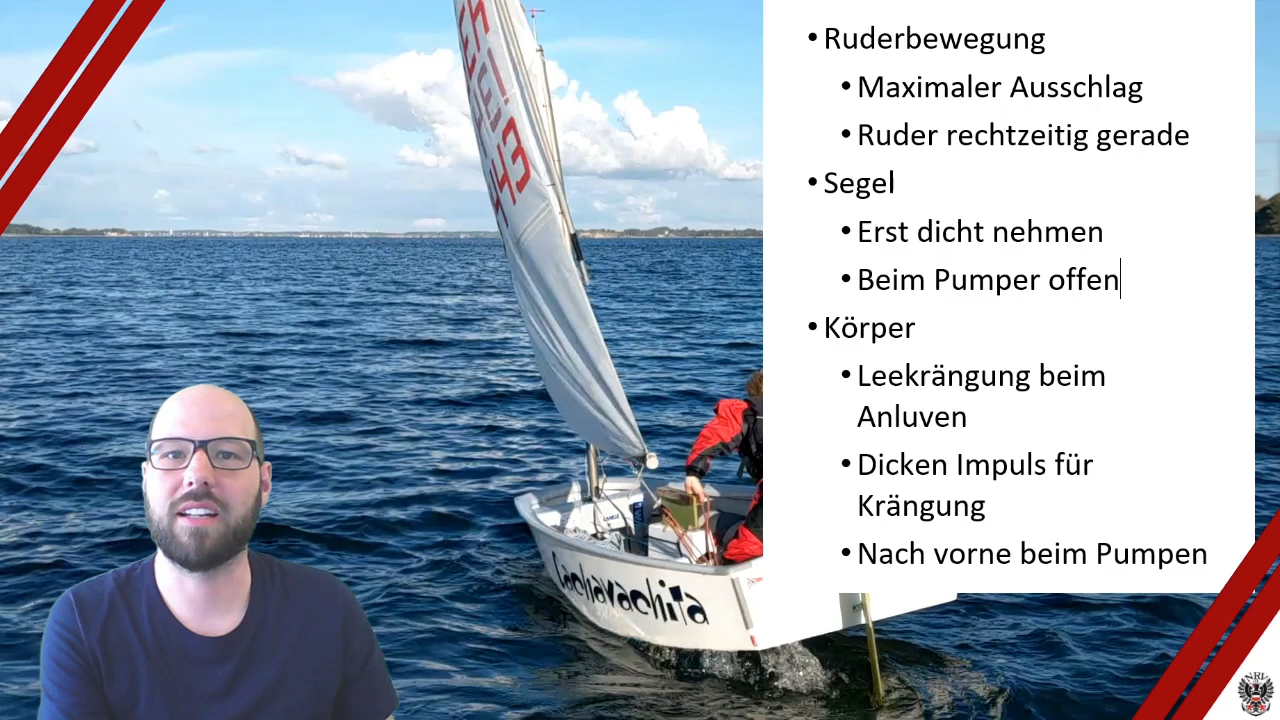 • Ruderbewegung
• Maximaler Ausschlag
• Ruder rechtzeitig gerade
• Segel
• Erst dicht nehmen
• Beim Pumper offen
• Körper
• Leekrängung beim
Anluven
• Dicken Impuls für
Krängung
• Nach vorne beim Pumpen
Cachavachita